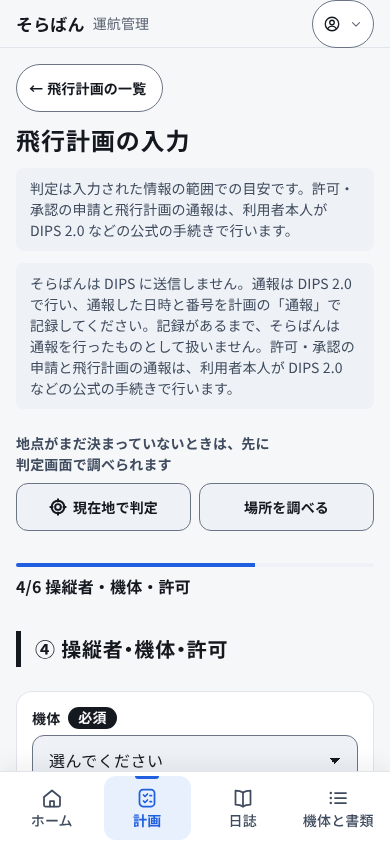 そらばん 運航管理
← 飛行計画の一覧
飛行計画の入力
判定は入力された情報の範囲での目安です。許可・
承認の申請と飛行計画の通報は、利用者本人が
DIPS 2.0 などの公式の手続きで行います。
そらばんは DIPS に送信しません。通報は DIPS 2.0
で行い、通報した日時と番号を計画の「通報」で
記録してください。記録があるまで、そらばんは
通報を行ったものとして扱いません。許可・承認の
申請と飛行計画の通報は、利用者本人が DIPS 2.0
などの公式の手続きで行います。
地点がまだ決まっていないときは、先に
判定画面で調べられます
現在地で判定 場所を調べる
4/6 操縦者・機体・許可
④ 操縦者・機体・許可
機体 必須
選んでください
ホーム 計画 日誌 機体と書類